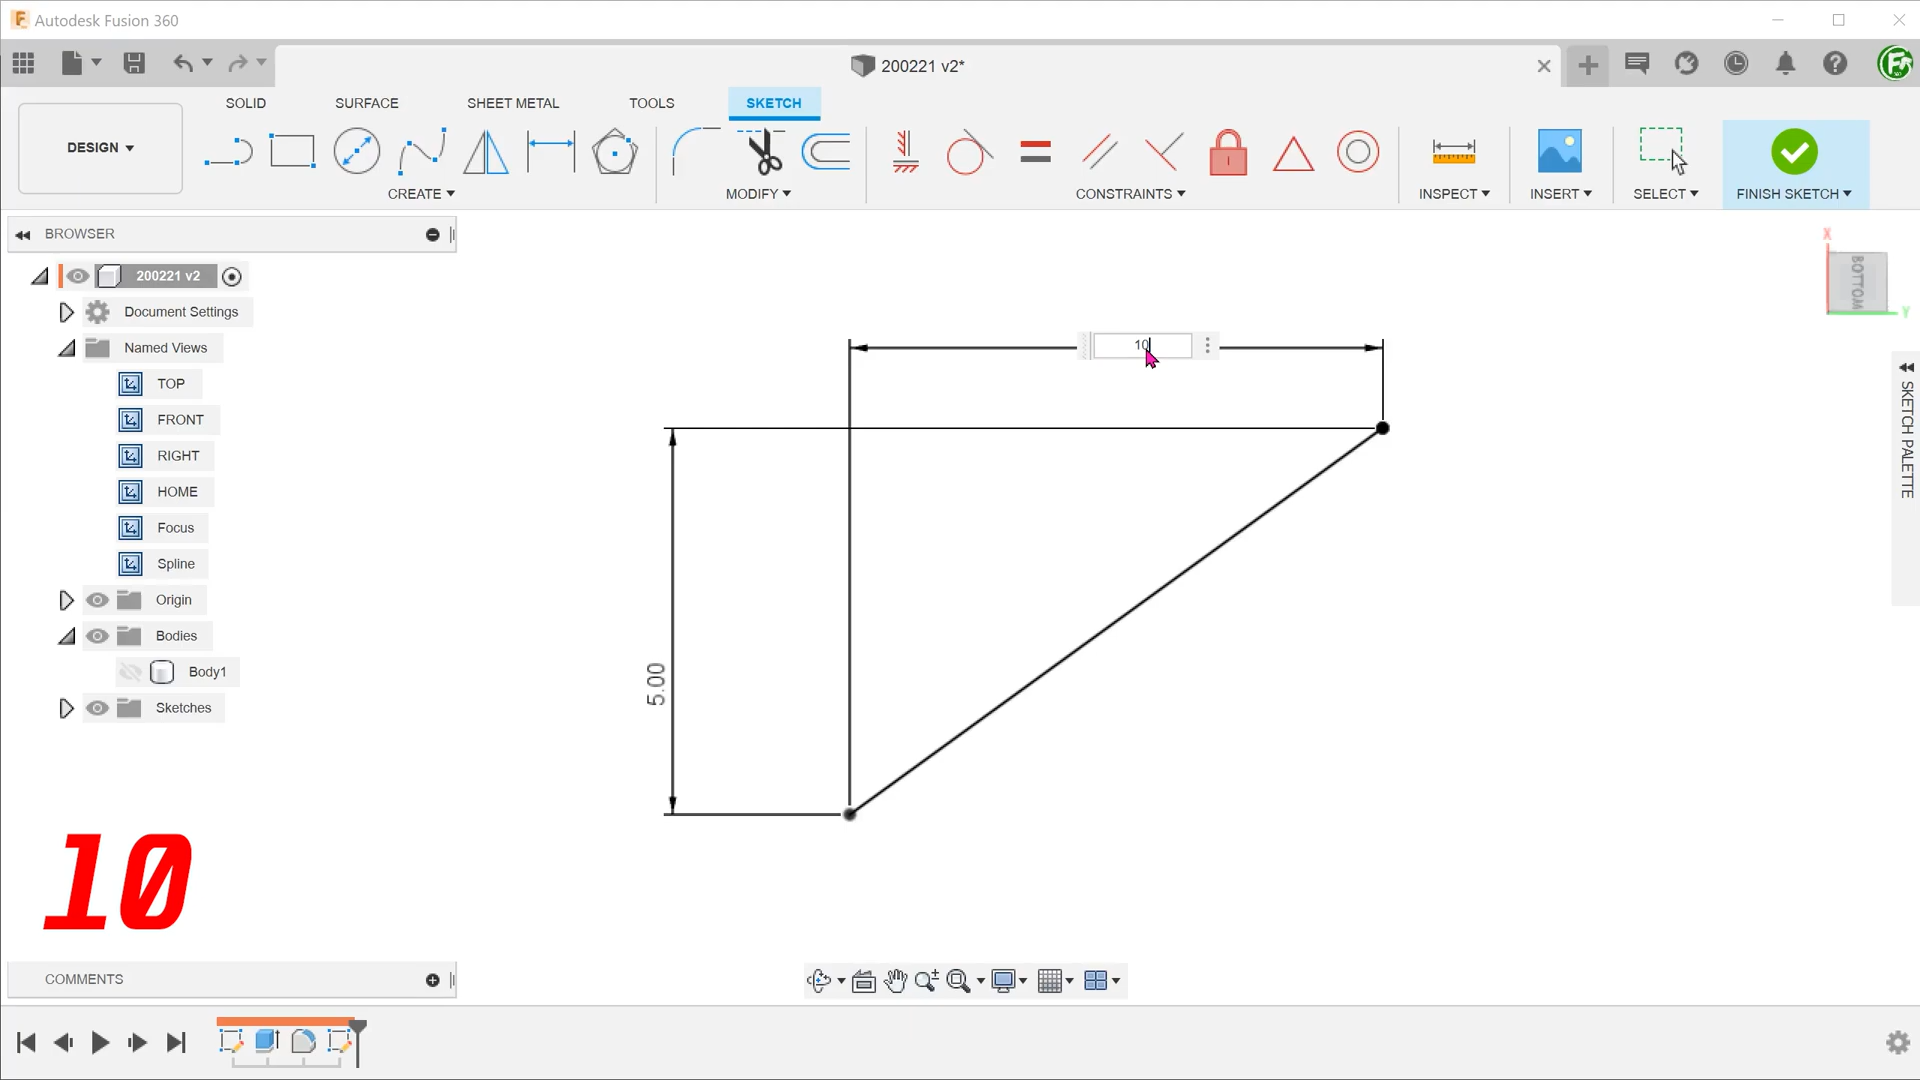 Autodesk Fusion 360
200221 v2*
SOLID
SURFACE
SHEET METAL
TOOLS
SKETCH
DESIGN
CREATE
MODIFY
CONSTRAINTS
INSPECT
INSERT
SELECT
FINISH SKETCH
BROWSER
200221 v2
Document Settings
Named Views
TOP
FRONT
RIGHT
HOME
Focus
Spline
Origin
Bodies
Body1
Sketches
10
5.00
X
BOTTOM
Y
SKETCH PALETTE
10
COMMENTS